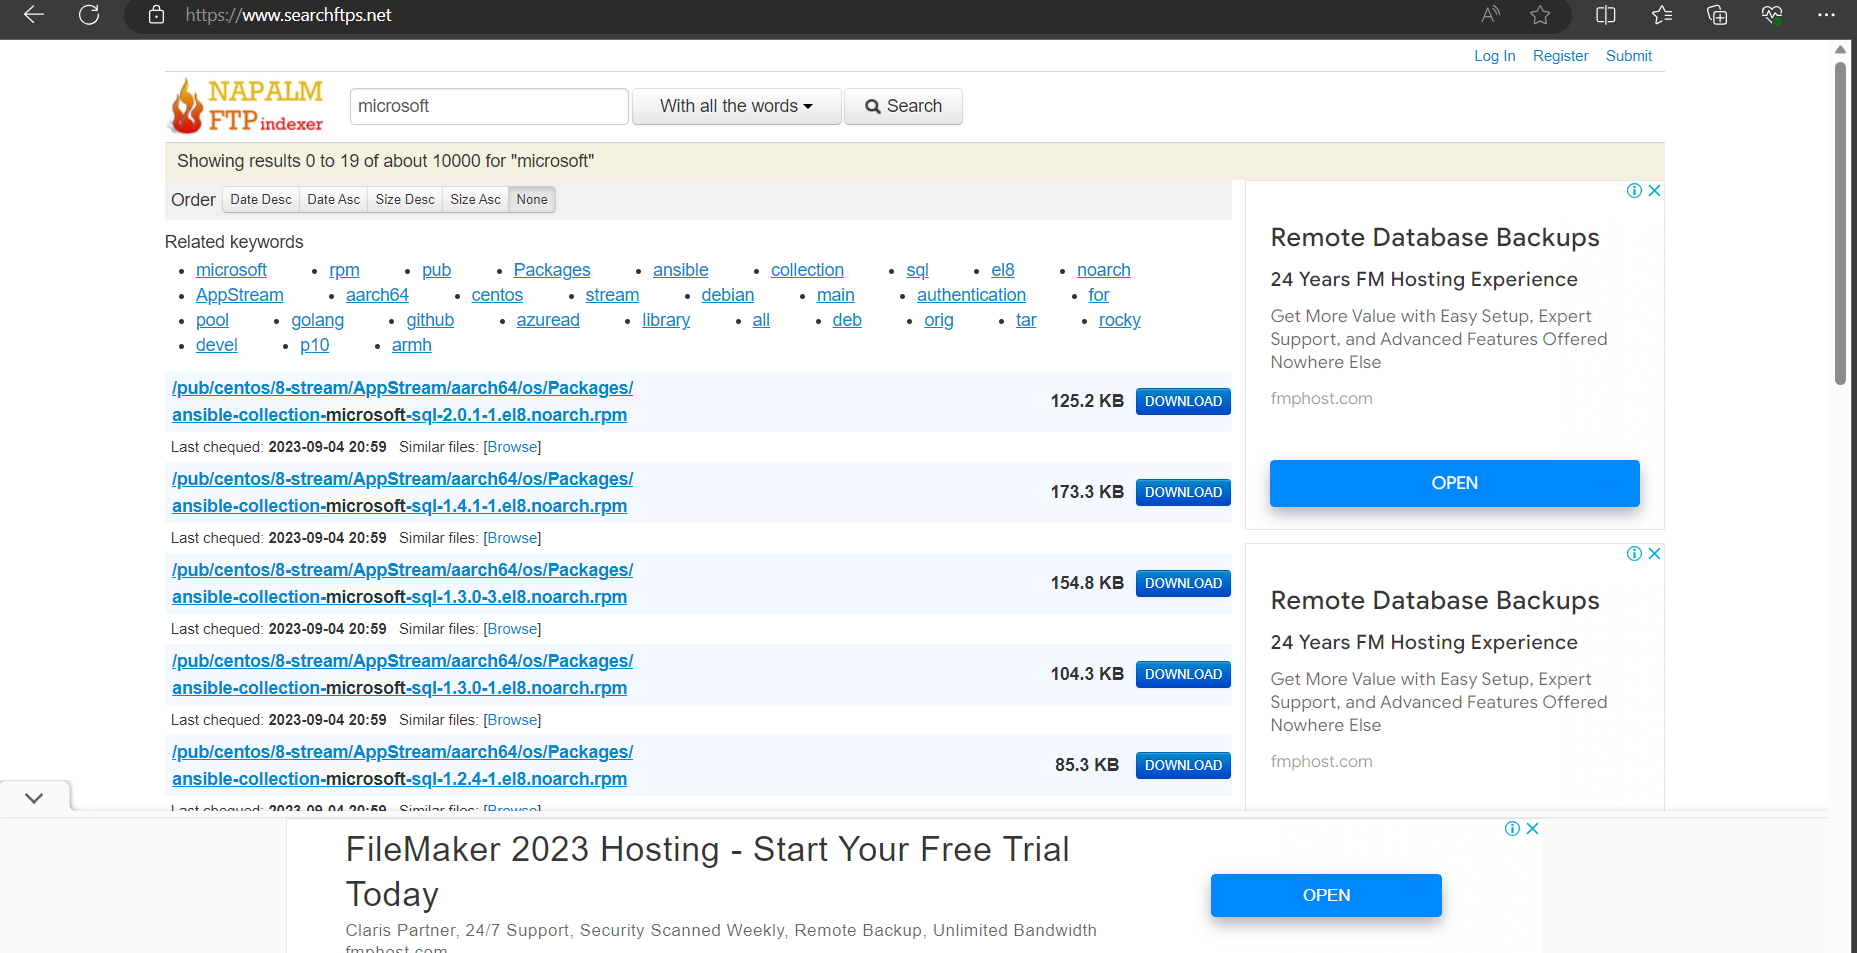 https://www.searchftps.net
Log In Register Submit
NAPALM
FTP indexer
microsoft
With all the words
Search
Showing results 0 to 19 of about 10000 for "microsoft"
Order Date Desc Date Asc Size Desc Size Asc None
Related keywords
microsoft rpm pub Packages ansible collection sql el8 noarch
AppStream aarch64 centos stream debian main authentication for
pool golang github azuread library all deb orig tar rocky
devel p10 armh
/pub/centos/8-stream/AppStream/aarch64/os/Packages/
ansible-collection-microsoft-sql-2.0.1-1.el8.noarch.rpm
125.2 KB DOWNLOAD
Last chequed: 2023-09-04 20:59 Similar files: [Browse]
/pub/centos/8-stream/AppStream/aarch64/os/Packages/
ansible-collection-microsoft-sql-1.4.1-1.el8.noarch.rpm
173.3 KB DOWNLOAD
Last chequed: 2023-09-04 20:59 Similar files: [Browse]
/pub/centos/8-stream/AppStream/aarch64/os/Packages/
ansible-collection-microsoft-sql-1.3.0-3.el8.noarch.rpm
154.8 KB DOWNLOAD
Last chequed: 2023-09-04 20:59 Similar files: [Browse]
/pub/centos/8-stream/AppStream/aarch64/os/Packages/
ansible-collection-microsoft-sql-1.3.0-1.el8.noarch.rpm
104.3 KB DOWNLOAD
Last chequed: 2023-09-04 20:59 Similar files: [Browse]
/pub/centos/8-stream/AppStream/aarch64/os/Packages/
ansible-collection-microsoft-sql-1.2.4-1.el8.noarch.rpm
85.3 KB DOWNLOAD
Last chequed: 2023-09-04 20:59 Similar files: [Browse]
Remote Database Backups
24 Years FM Hosting Experience
Get More Value with Easy Setup, Expert
Support, and Advanced Features Offered
Nowhere Else
fmphost.com
OPEN
Remote Database Backups
24 Years FM Hosting Experience
Get More Value with Easy Setup, Expert
Support, and Advanced Features Offered
Nowhere Else
fmphost.com
FileMaker 2023 Hosting - Start Your Free Trial
Today
Claris Partner, 24/7 Support, Security Scanned Weekly, Remote Backup, Unlimited Bandwidth
fmphost.com
OPEN